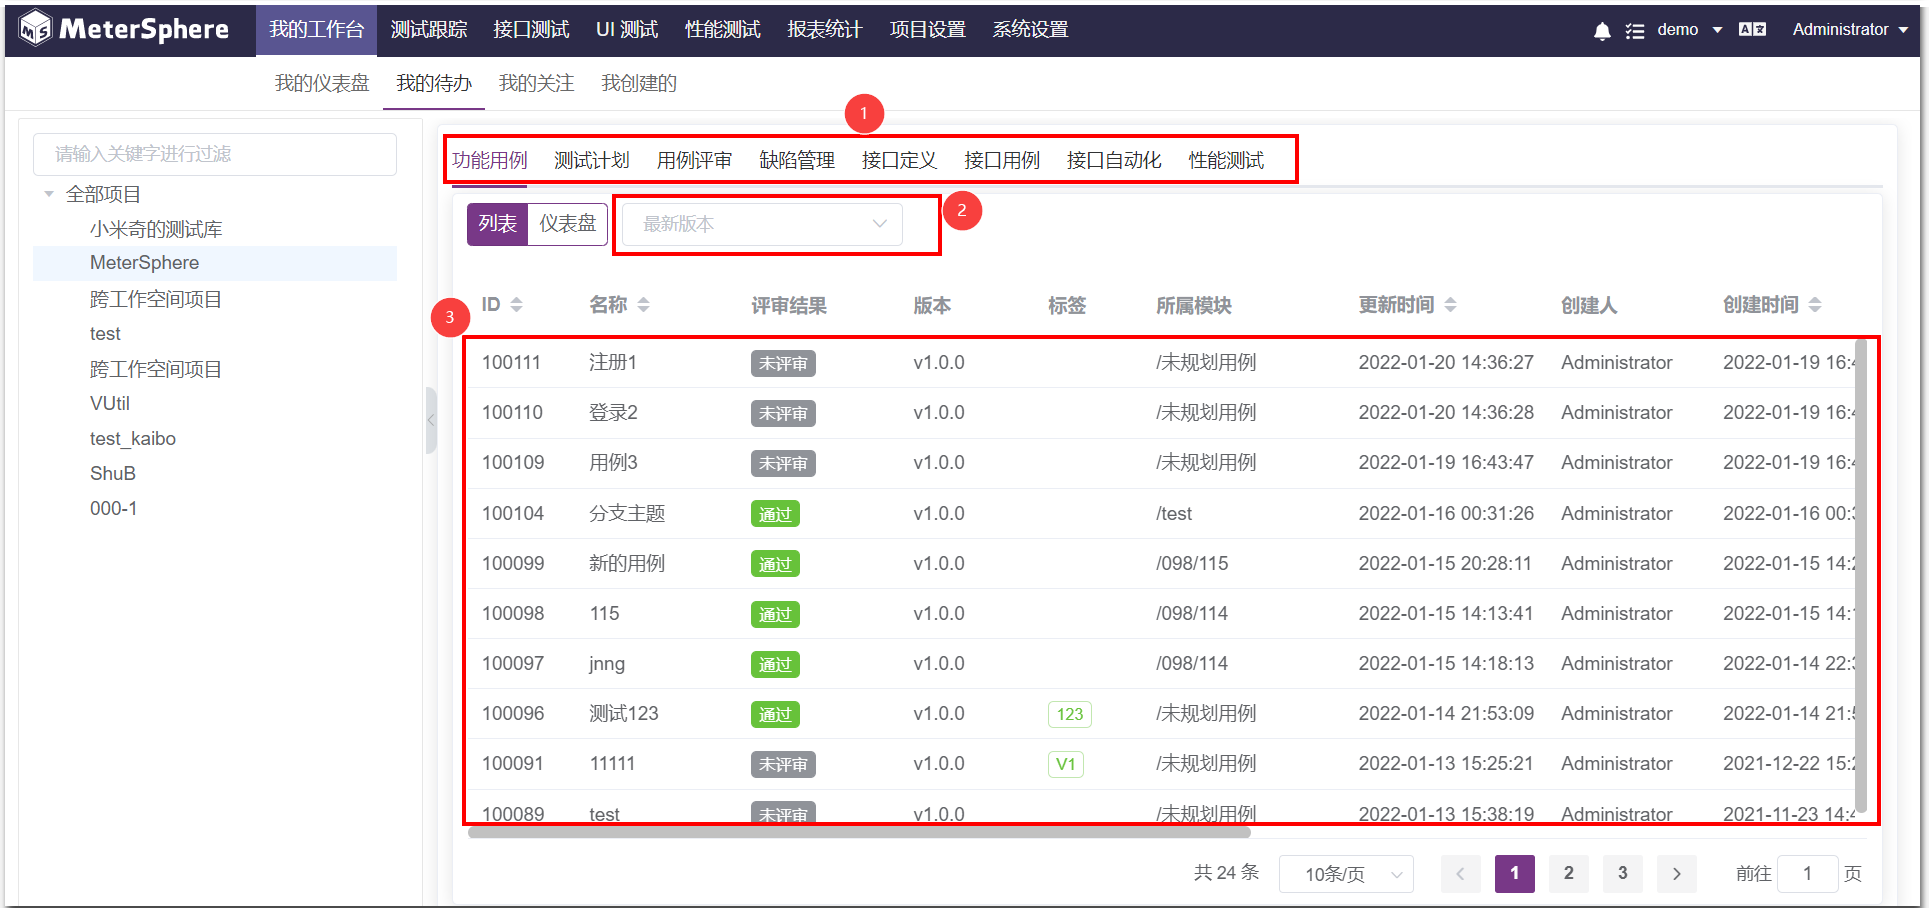 MeterSphere 我的工作台 测试跟踪 接口测试 UI 测试 性能测试 报表统计 项目设置 系统设置 demo Administrator
我的仪表盘 我的待办 我的关注 我创建的
请输入关键字进行过滤
全部项目
小米奇的测试库
MeterSphere
跨工作空间项目
test
跨工作空间项目
VUtil
test_kaibo
ShuB
000-1
1
功能用例 测试计划 用例评审 缺陷管理 接口定义 接口用例 接口自动化 性能测试
列表 仪表盘 最新版本 2
3
ID 名称 评审结果 版本 标签 所属模块 更新时间 创建人 创建时间
100111 注册1 未评审 v1.0.0 /未规划用例 2022-01-20 14:36:27 Administrator 2022-01-19 16:4
100110 登录2 未评审 v1.0.0 /未规划用例 2022-01-20 14:36:28 Administrator 2022-01-19 16:4
100109 用例3 未评审 v1.0.0 /未规划用例 2022-01-19 16:43:47 Administrator 2022-01-19 16:4
100104 分支主题 通过 v1.0.0 /test 2022-01-16 00:31:26 Administrator 2022-01-16 00:3
100099 新的用例 通过 v1.0.0 /098/115 2022-01-15 20:28:11 Administrator 2022-01-15 14:2
100098 115 通过 v1.0.0 /098/114 2022-01-15 14:13:41 Administrator 2022-01-15 14:1
100097 jnng 通过 v1.0.0 /098/114 2022-01-15 14:18:13 Administrator 2022-01-14 22:3
100096 测试123 通过 v1.0.0 123 /未规划用例 2022-01-14 21:53:09 Administrator 2022-01-14 21:5
100091 11111 未评审 v1.0.0 V1 /未规划用例 2022-01-13 15:25:21 Administrator 2021-12-22 15:2
100089 test 未评审 v1.0.0 /未规划用例 2022-01-13 15:38:19 Administrator 2021-11-23 14:4
共 24 条 10条/页 1 2 3 前往 1 页